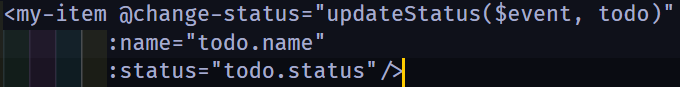 <my-item @change-status="updateStatus($event, todo)"
:name="todo.name"
:status="todo.status"/>